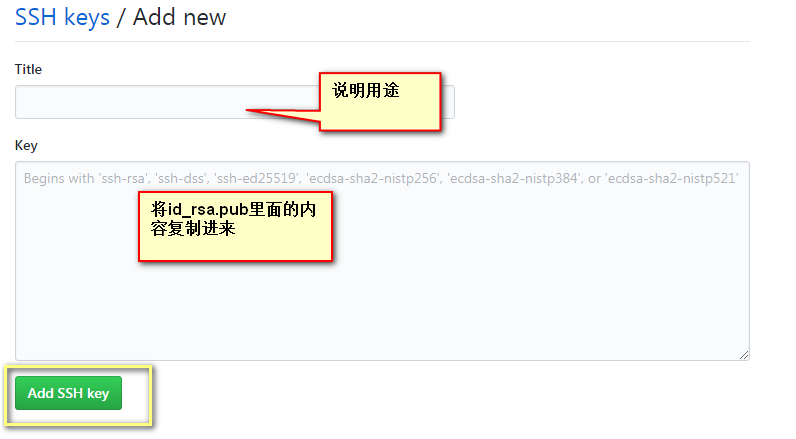 SSH keys / Add new
Title
说明用途
Key
Begins with 'ssh-rsa', 'ssh-dss', 'ssh-ed25519', 'ecdsa-sha2-nistp256', 'ecdsa-sha2-nistp384', or 'ecdsa-sha2-nistp521'
将id_rsa.pub里面的内
容复制进来
Add SSH key